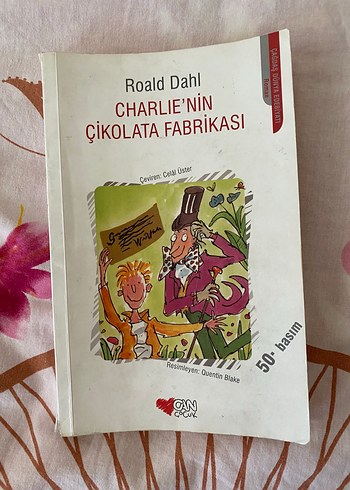 Roald Dahl
CHARLIE'NİN
ÇİKOLATA FABRİKASI
ÇAĞDAŞ DÜNYA EDEBİYATI
Çeviren: Celâl Üster
Resimleyen: Quentin Blake
50. basım
CAN
ÇOCUK